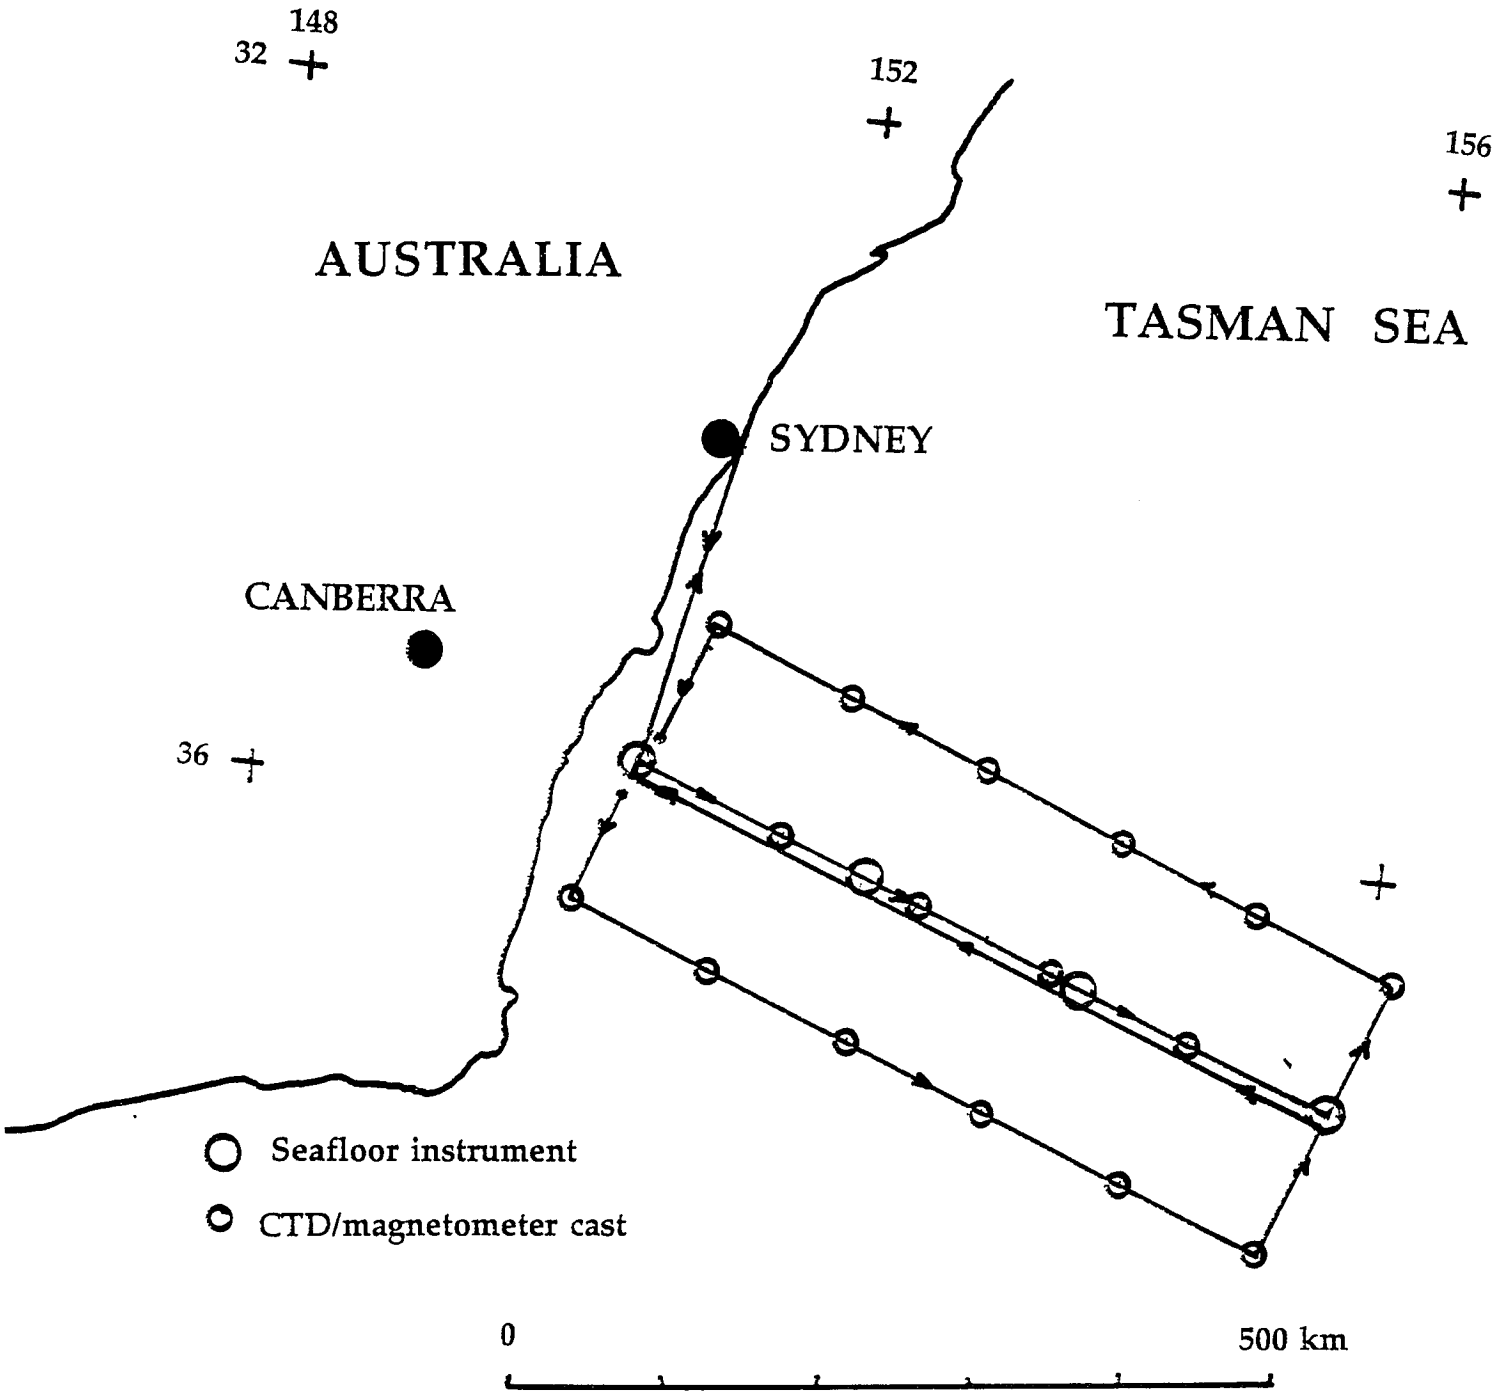 148
32
152
156
AUSTRALIA
TASMAN SEA
SYDNEY
CANBERRA
36
Seafloor instrument
CTD/magnetometer cast
0
500 km